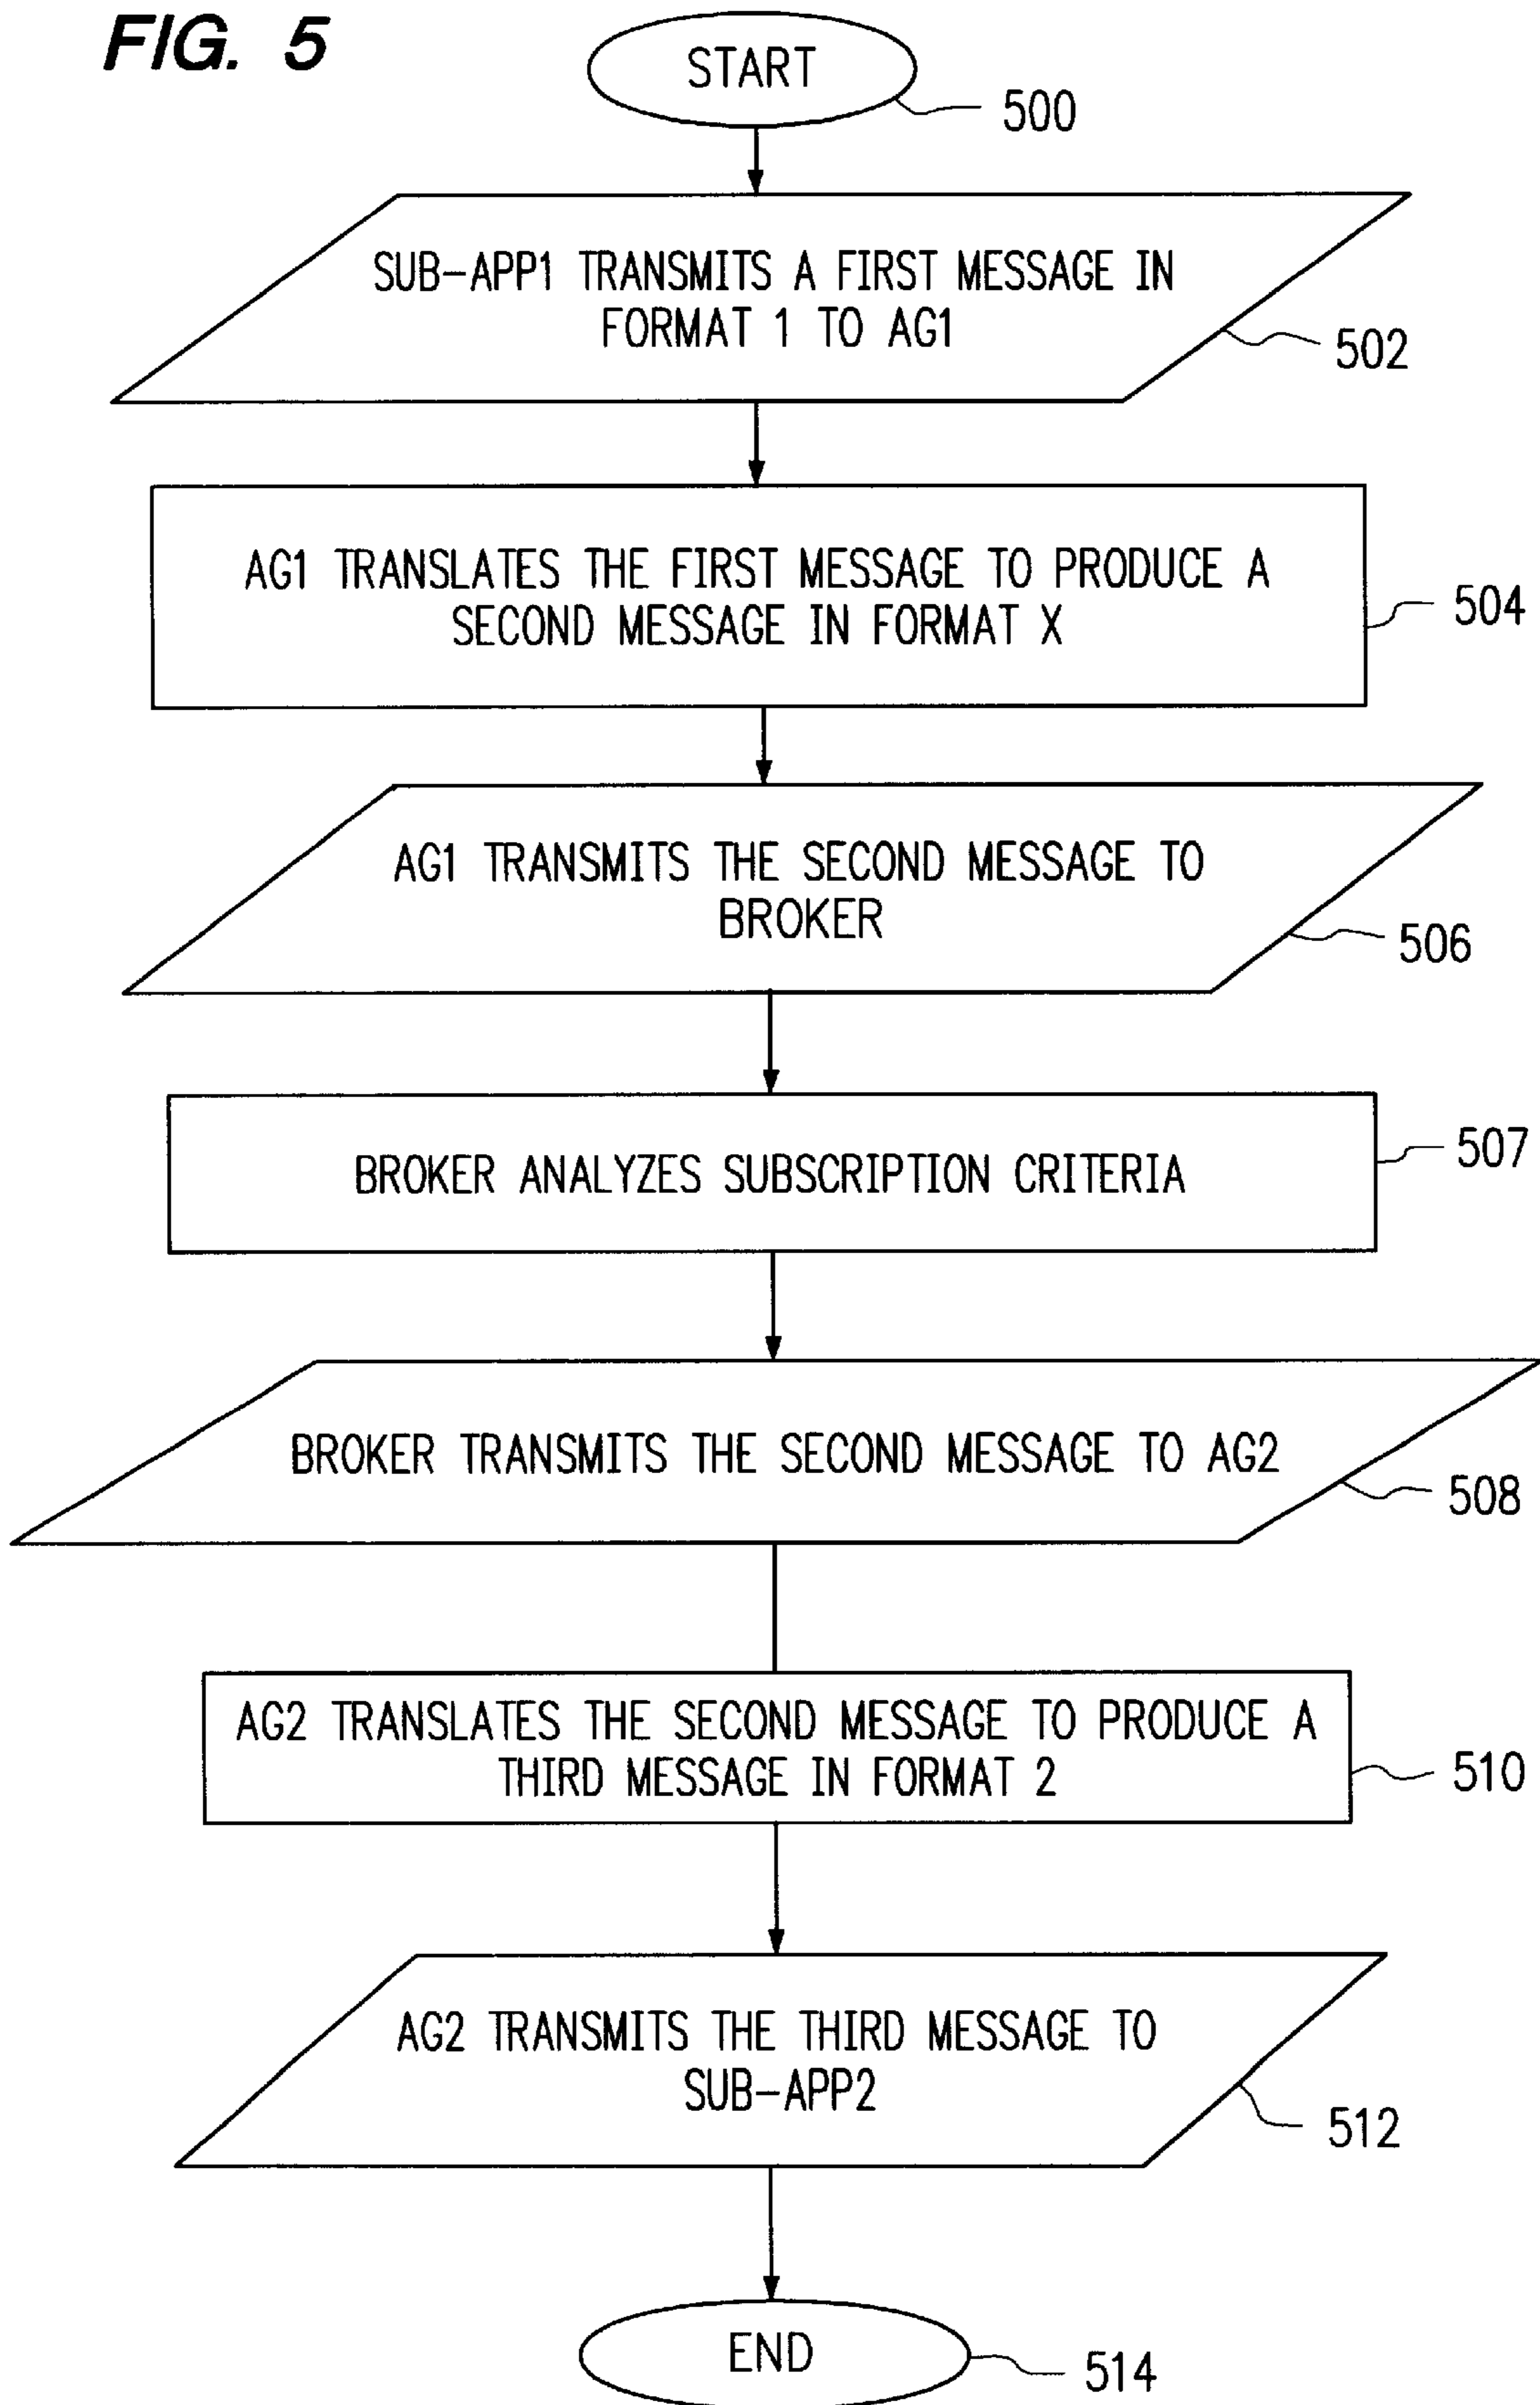 FIG. 5
START
500
SUB-APP1 TRANSMITS A FIRST MESSAGE IN
FORMAT 1 TO AG1
502
AG1 TRANSLATES THE FIRST MESSAGE TO PRODUCE A
SECOND MESSAGE IN FORMAT X
504
AG1 TRANSMITS THE SECOND MESSAGE TO
BROKER
506
BROKER ANALYZES SUBSCRIPTION CRITERIA
507
BROKER TRANSMITS THE SECOND MESSAGE TO AG2
508
AG2 TRANSLATES THE SECOND MESSAGE TO PRODUCE A
THIRD MESSAGE IN FORMAT 2
510
AG2 TRANSMITS THE THIRD MESSAGE TO
SUB-APP2
512
END
514